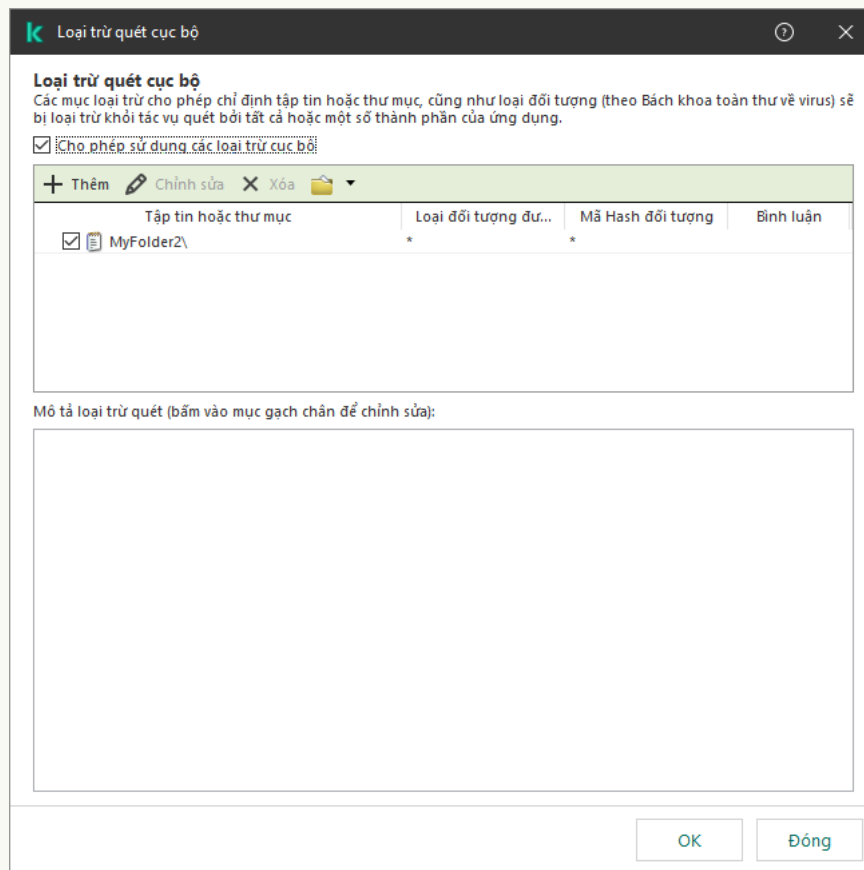 Loại trừ quét cục bộ
Loại trừ quét cục bộ
Các mục loại trừ cho phép chỉ định tập tin hoặc thư mục, cũng như loại đối tượng (theo Bách khoa toàn thư về virus) sẽ
bị loại trừ khỏi tác vụ quét bởi tất cả hoặc một số thành phần của ứng dụng.
Cho phép sử dụng các loại trừ cục bộ
Thêm Chỉnh sửa Xóa
Tập tin hoặc thư mục Loại đối tượng đư... Mã Hash đối tượng Bình luận
MyFolder2\ * *
Mô tả loại trừ quét (bấm vào mục gạch chân để chỉnh sửa):
OK Đóng